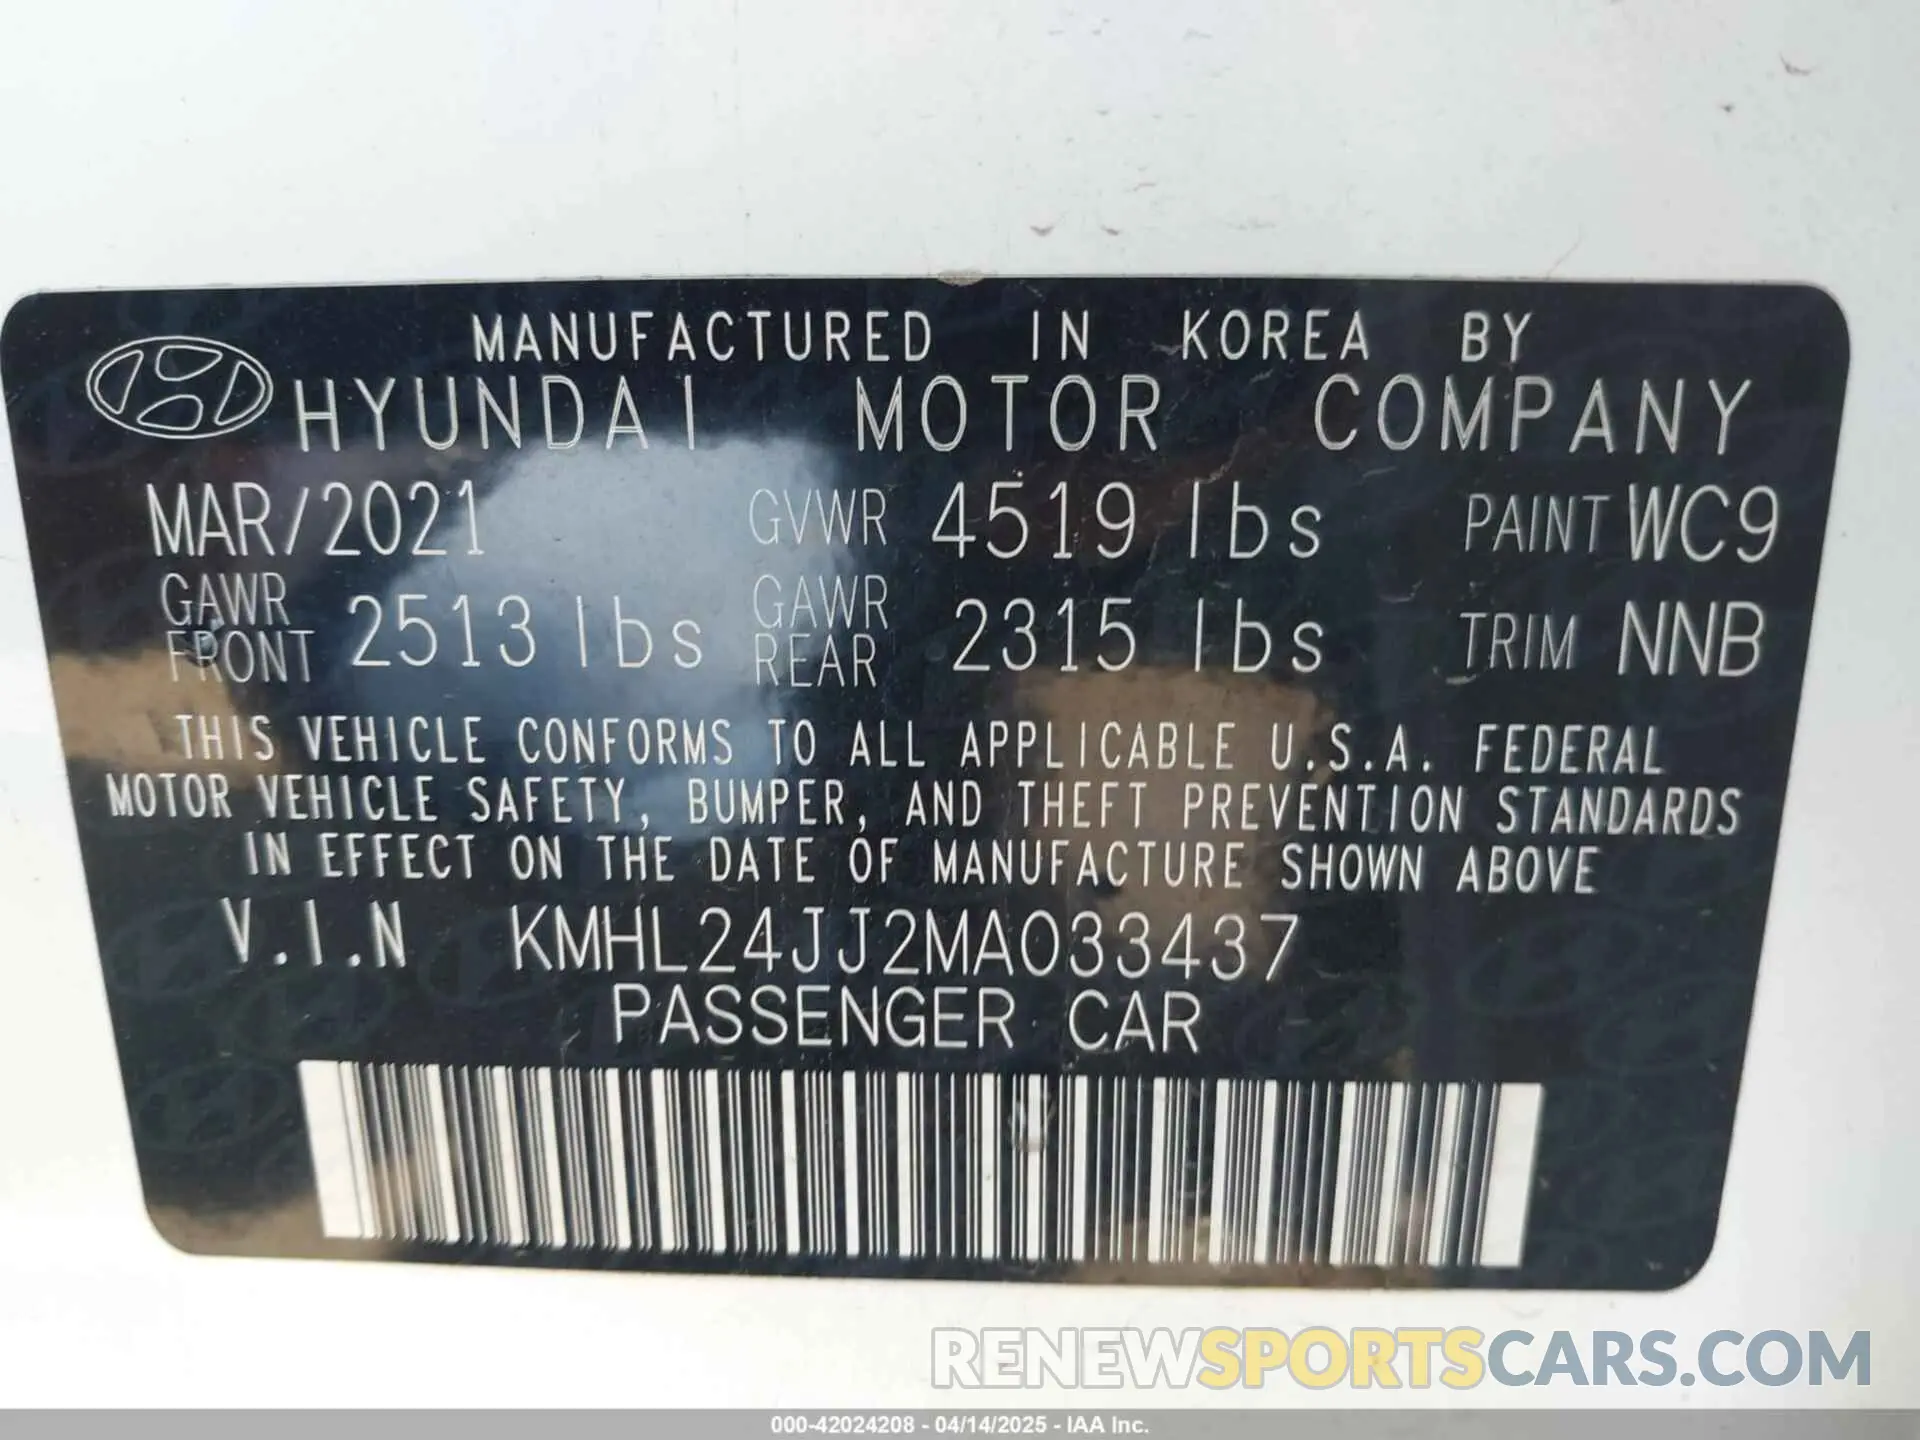 MANUFACTURED IN KOREA BY
HYUNDAI MOTOR COMPANY
MAR/2021 GVWR 4519 lbs PAINT WC9
GAWR FRONT 2513 lbs GAWR REAR 2315 lbs TRIM NNB
THIS VEHICLE CONFORMS TO ALL APPLICABLE U.S.A. FEDERAL
MOTOR VEHICLE SAFETY, BUMPER, AND THEFT PREVENTION STANDARDS
IN EFFECT ON THE DATE OF MANUFACTURE SHOWN ABOVE
V.I.N KMHL24JJ2MA033437
PASSENGER CAR
RENEWSPORTSCARS.COM
000-42024208 - 04/14/2025 - IAA Inc.